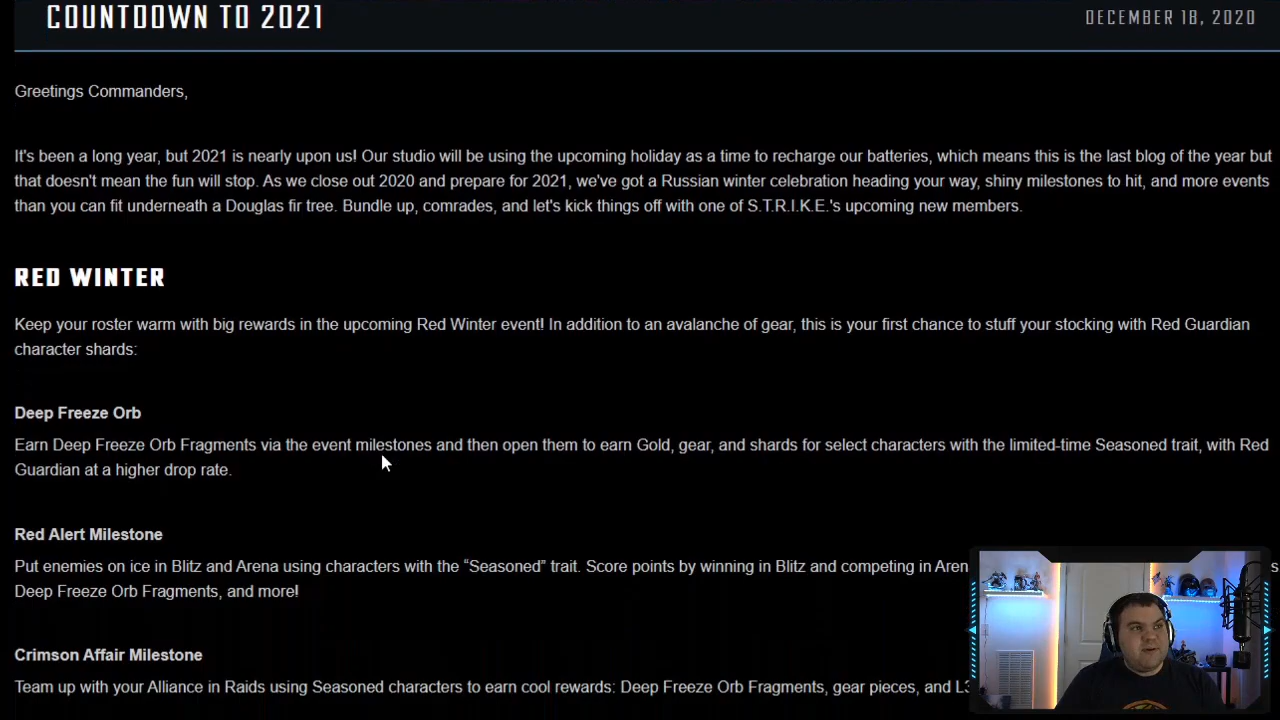 COUNTDOWN TO 2021
DECEMBER 18, 2020
Greetings Commanders,
It's been a long year, but 2021 is nearly upon us! Our studio will be using the upcoming holiday as a time to recharge our batteries, which means this is the last blog of the year but
that doesn't mean the fun will stop. As we close out 2020 and prepare for 2021, we've got a Russian winter celebration heading your way, shiny milestones to hit, and more events
than you can fit underneath a Douglas fir tree. Bundle up, comrades, and let's kick things off with one of S.T.R.I.K.E.'s upcoming new members.
RED WINTER
Keep your roster warm with big rewards in the upcoming Red Winter event! In addition to an avalanche of gear, this is your first chance to stuff your stocking with Red Guardian
character shards:
Deep Freeze Orb
Earn Deep Freeze Orb Fragments via the event milestones and then open them to earn Gold, gear, and shards for select characters with the limited-time Seasoned trait, with Red
Guardian at a higher drop rate.
Red Alert Milestone
Put enemies on ice in Blitz and Arena using characters with the “Seasoned” trait. Score points by winning in Blitz and competing in Aren
Deep Freeze Orb Fragments, and more!
Crimson Affair Milestone
Team up with your Alliance in Raids using Seasoned characters to earn cool rewards: Deep Freeze Orb Fragments, gear pieces, and L3